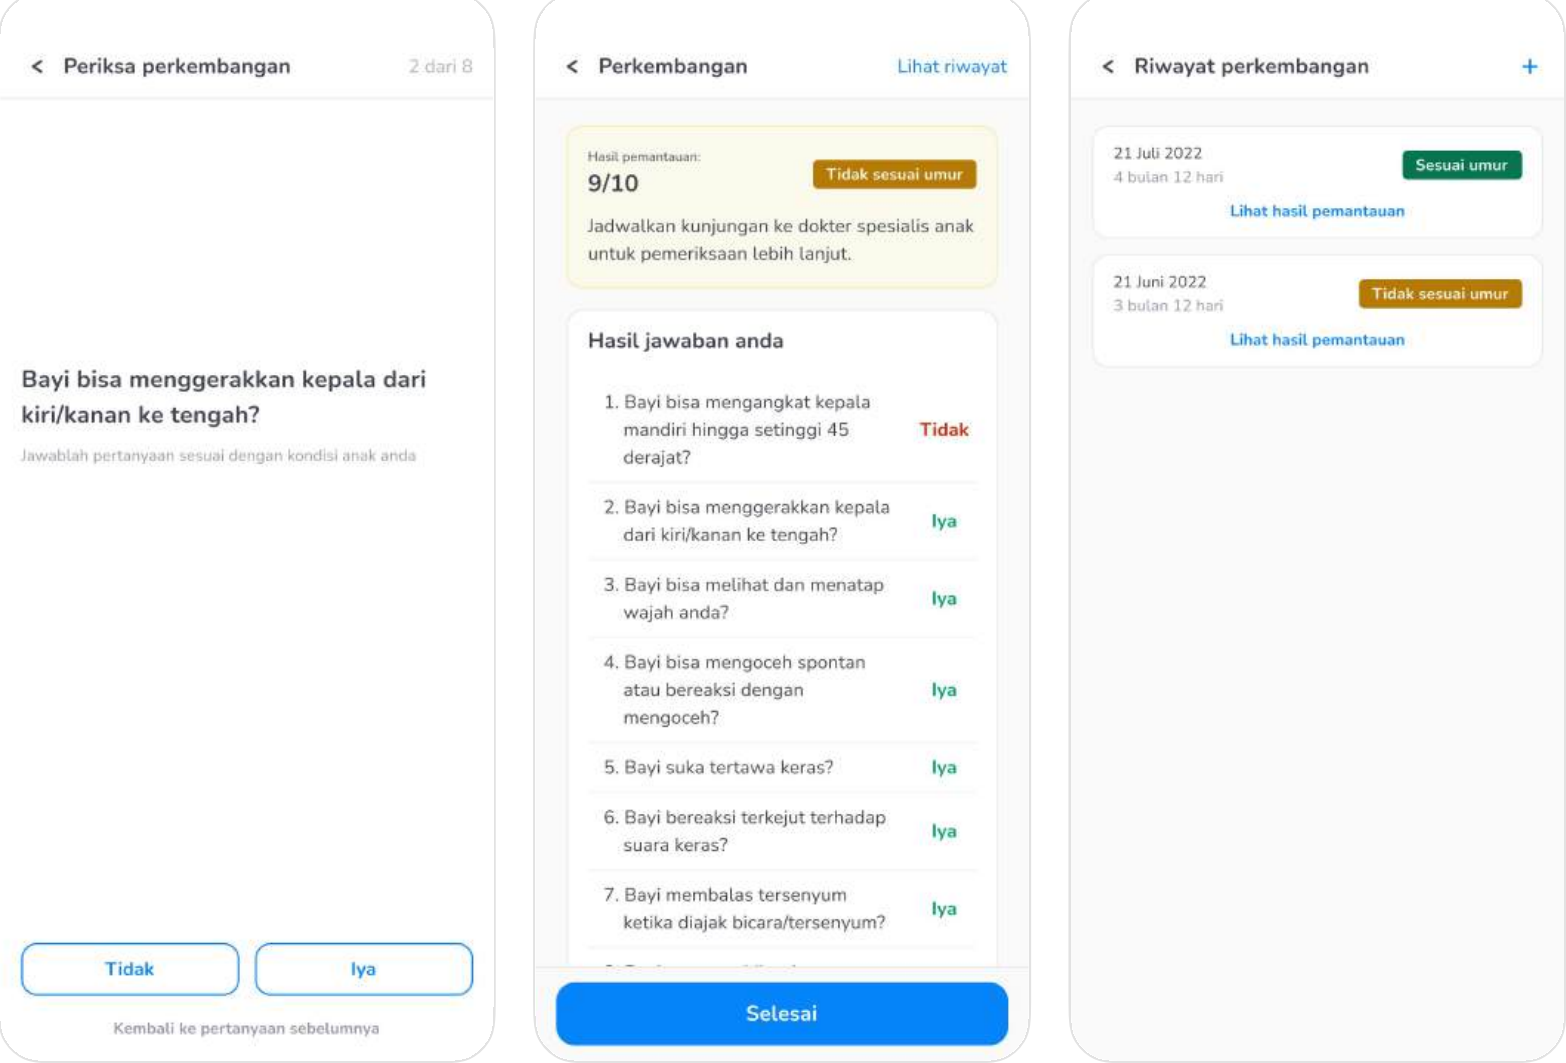 < Periksa perkembangan 2 dari 8
Bayi bisa menggerakkan kepala dari
kiri/kanan ke tengah?
Jawablah pertanyaan sesuai dengan kondisi anak anda
Tidak Iya
Kembali ke pertanyaan sebelumnya
< Perkembangan Lihat riwayat
Hasil pemantauan:
9/10 Tidak sesuai umur
Jadwalkan kunjungan ke dokter spesialis anak
untuk pemeriksaan lebih lanjut.
Hasil jawaban anda
1. Bayi bisa mengangkat kepala
mandiri hingga setinggi 45
derajat?
Tidak
2. Bayi bisa menggerakkan kepala
dari kiri/kanan ke tengah?
Iya
3. Bayi bisa melihat dan menatap
wajah anda?
Iya
4. Bayi bisa mengoceh spontan
atau bereaksi dengan
mengoceh?
Iya
5. Bayi suka tertawa keras? Iya
6. Bayi bereaksi terkejut terhadap
suara keras?
Iya
7. Bayi membalas tersenyum
ketika diajak bicara/tersenyum?
Iya
Selesai
< Riwayat perkembangan +
21 Juli 2022
4 bulan 12 hari
Sesuai umur
Lihat hasil pemantauan
21 Juni 2022
3 bulan 12 hari
Tidak sesuai umur
Lihat hasil pemantauan